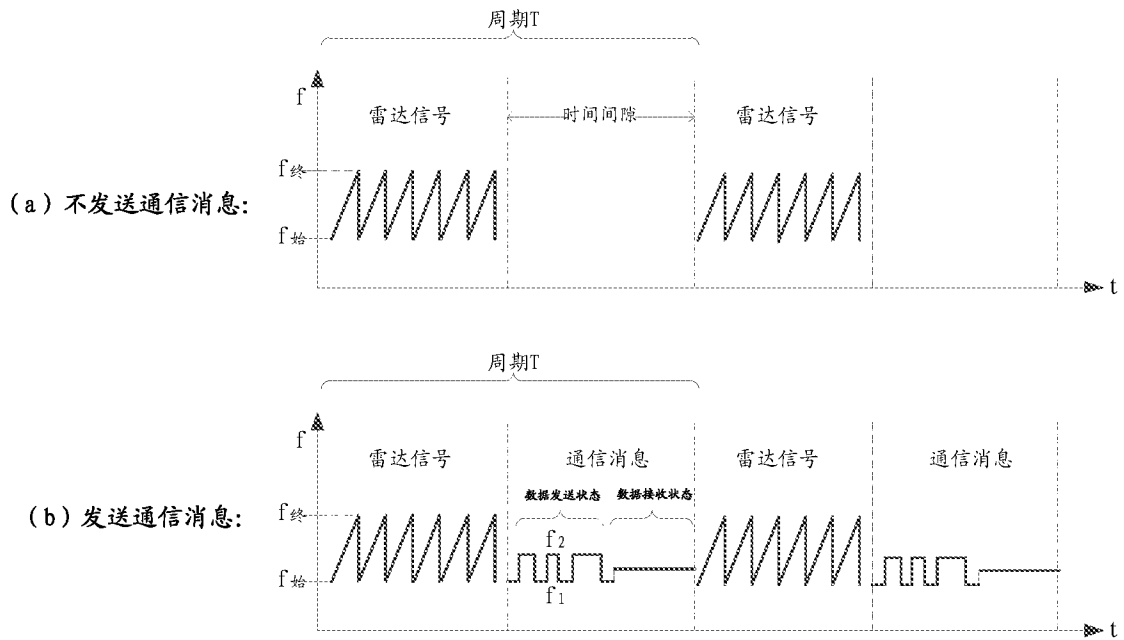 周期T
f
雷达信号
时间间隙
雷达信号
f终
(a)不发送通信消息:
f始
t
周期T
f
雷达信号
通信消息
雷达信号
通信消息
数据发送状态
数据接收状态
f终
(b)发送通信消息:
f2
f始
f1
t